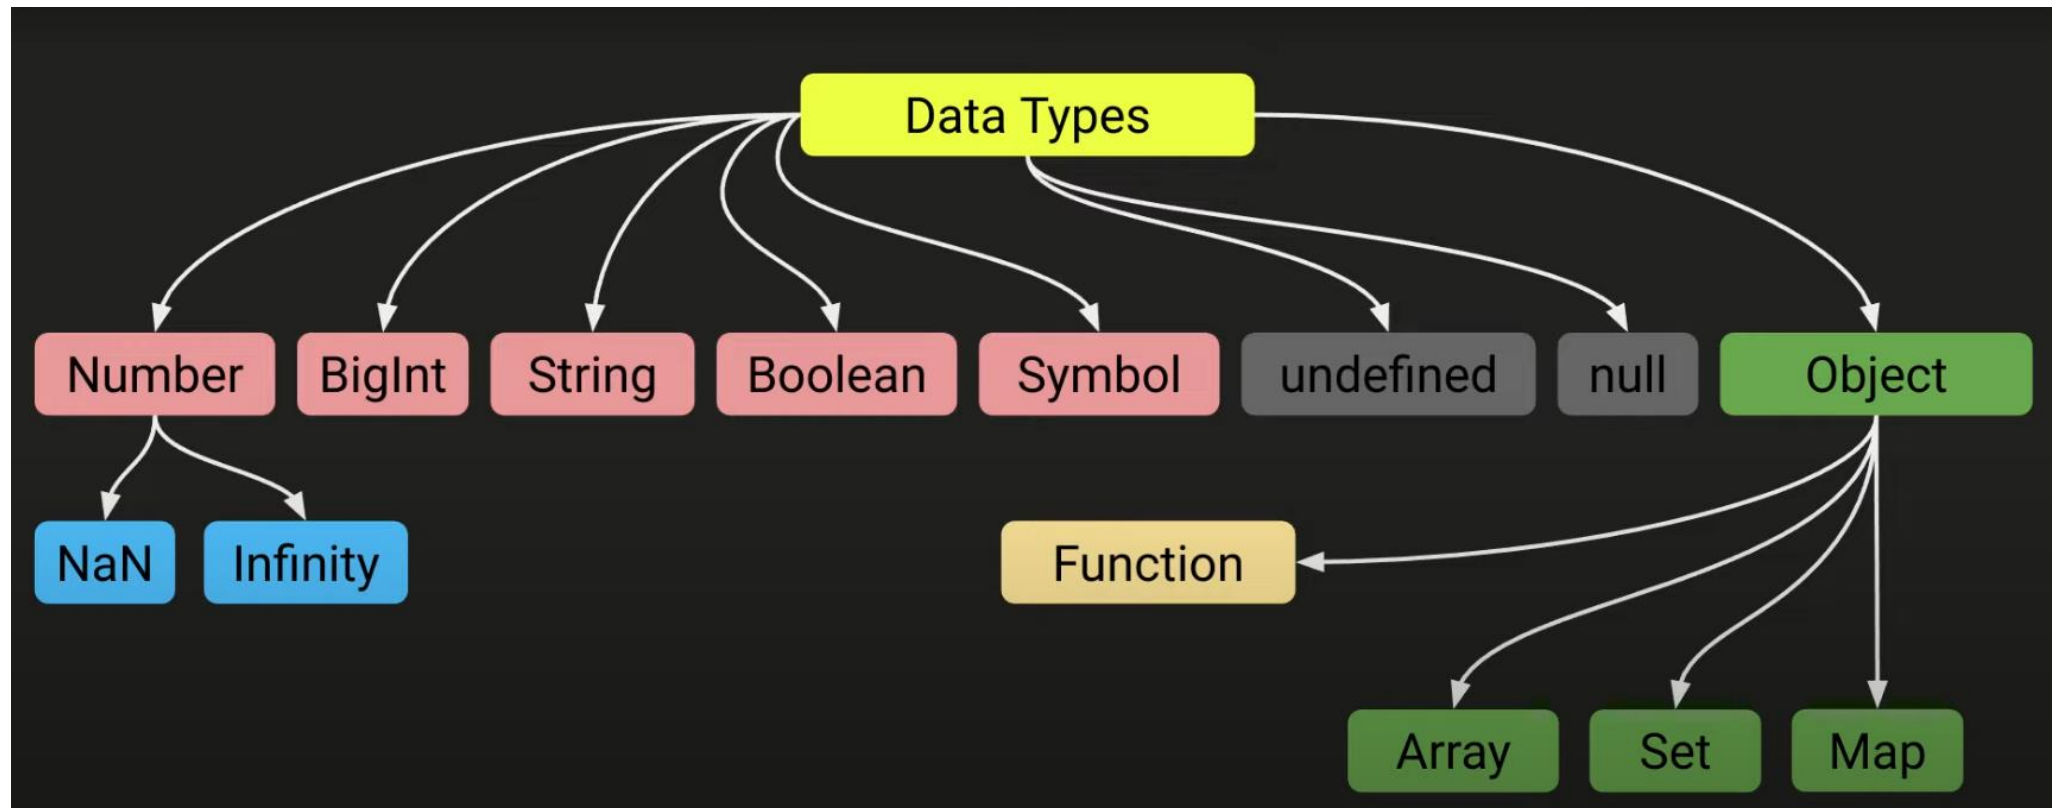 Data Types
Number
BigInt
String
Boolean
Symbol
undefined
null
Object
NaN
Infinity
Function
Array
Set
Map